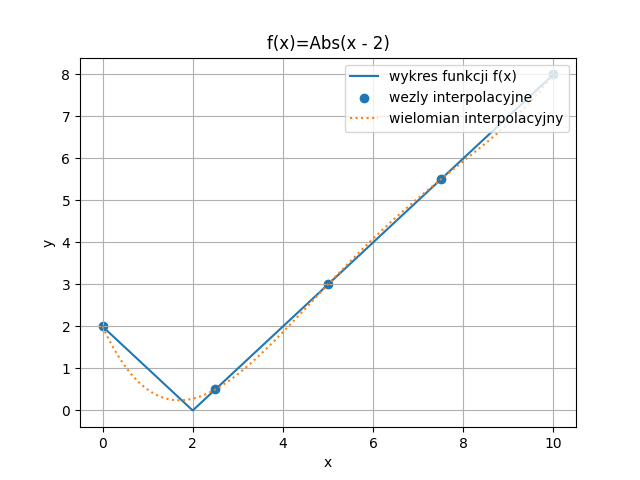 f(x)=Abs(x - 2)
wykres funkcji f(x)
wezly interpolacyjne
wielomian interpolacyjny
8
7
6
5
4
3
2
1
0
y
0 2 4 6 8 10
x